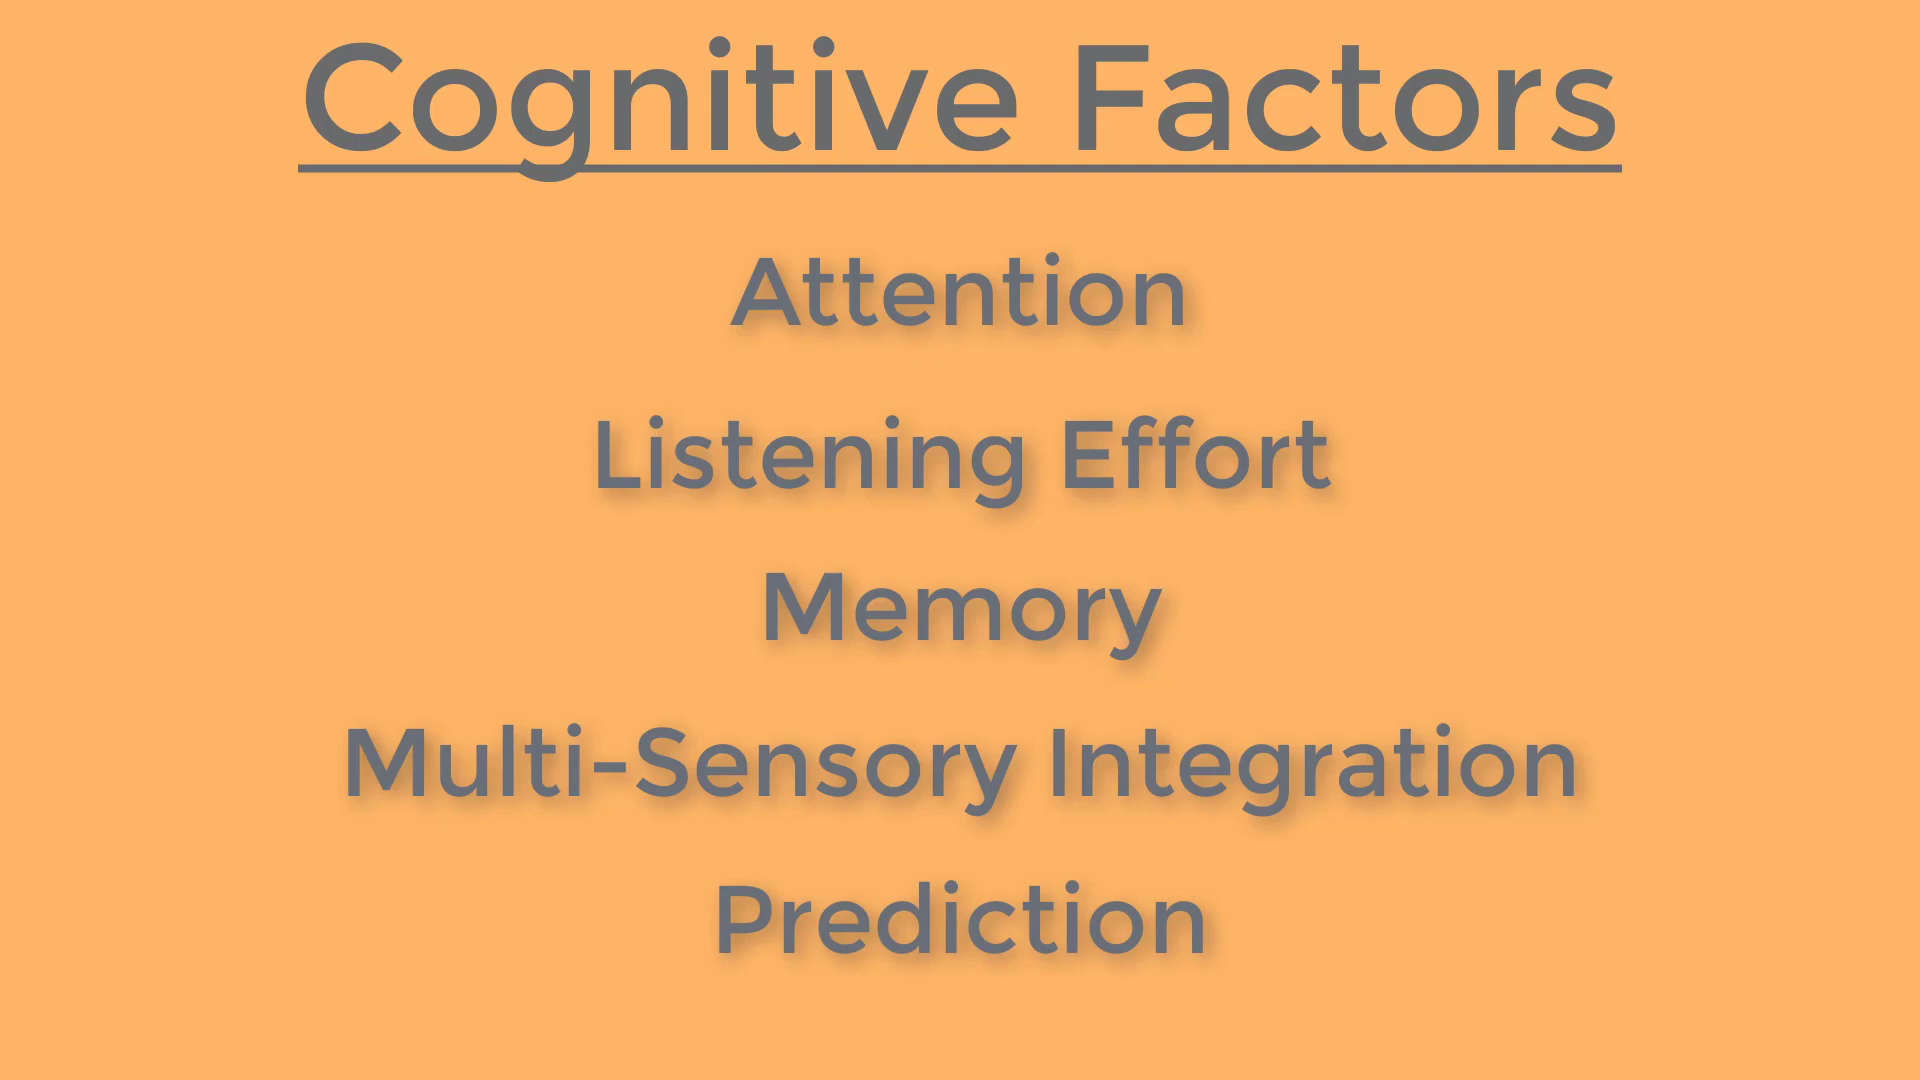 Cognitive Factors
Attention
Listening Effort
Memory
Multi-Sensory Integration
Prediction